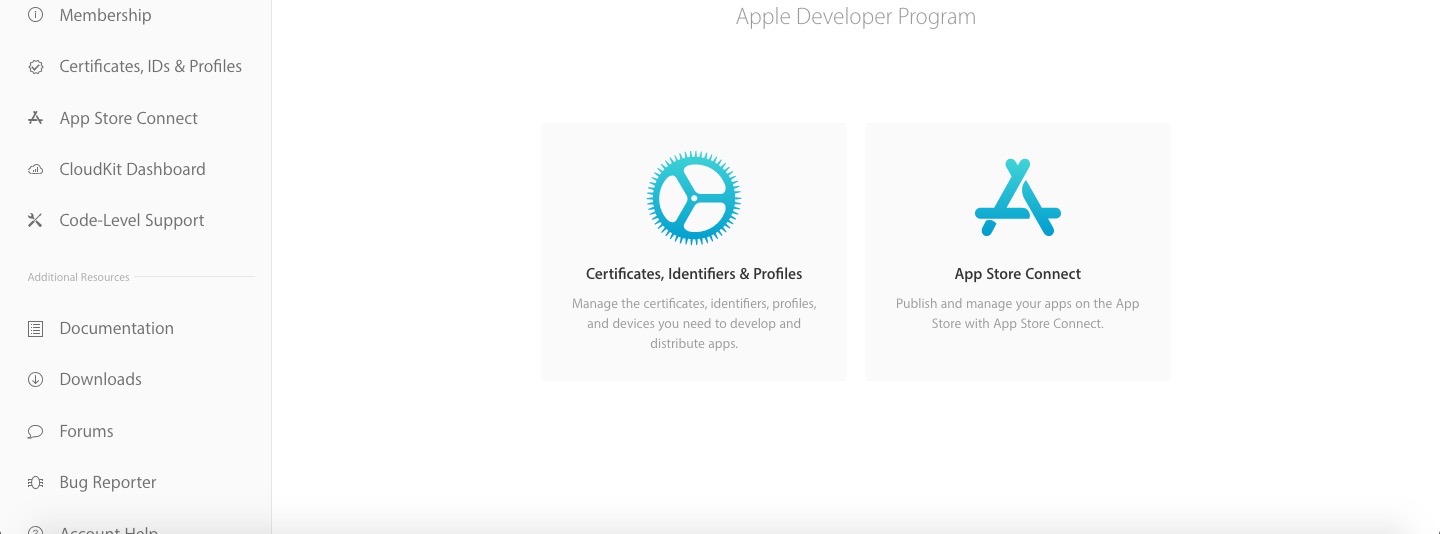 Membership
Certificates, IDs & Profiles
App Store Connect
CloudKit Dashboard
Code-Level Support
Additional Resources
Documentation
Downloads
Forums
Bug Reporter
Account Help
Apple Developer Program
Certificates, Identifiers & Profiles
Manage the certificates, identifiers, profiles,
and devices you need to develop and
distribute apps.
App Store Connect
Publish and manage your apps on the App
Store with App Store Connect.